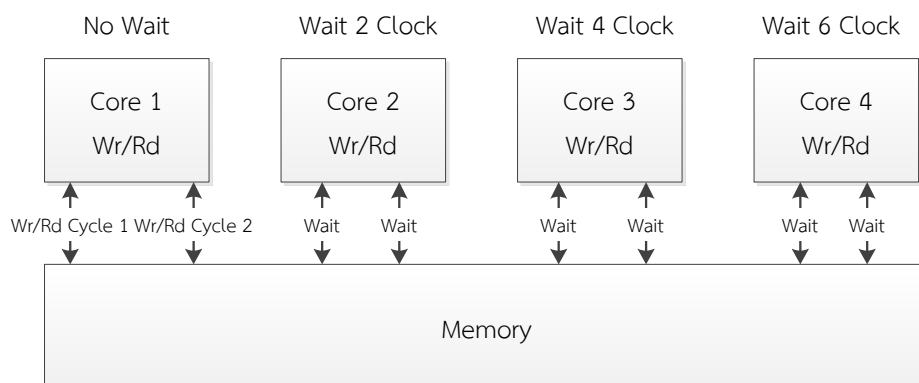 No Wait
Wait 2 Clock
Wait 4 Clock
Wait 6 Clock
Core 1
Wr/Rd
Core 2
Wr/Rd
Core 3
Wr/Rd
Core 4
Wr/Rd
Wr/Rd Cycle 1
Wr/Rd Cycle 2
Wait
Wait
Wait
Wait
Wait
Wait
Memory